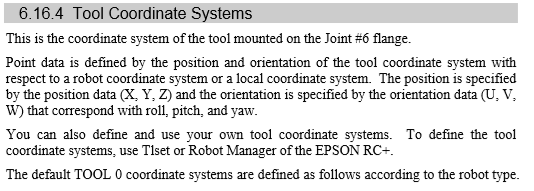 6.16.4 Tool Coordinate Systems
This is the coordinate system of the tool mounted on the Joint #6 flange.
Point data is defined by the position and orientation of the tool coordinate system with
respect to a robot coordinate system or a local coordinate system. The position is specified
by the position data (X, Y, Z) and the orientation is specified by the orientation data (U, V,
W) that correspond with roll, pitch, and yaw.
You can also define and use your own tool coordinate systems. To define the tool
coordinate systems, use Tlset or Robot Manager of the EPSON RC+.
The default TOOL 0 coordinate systems are defined as follows according to the robot type.